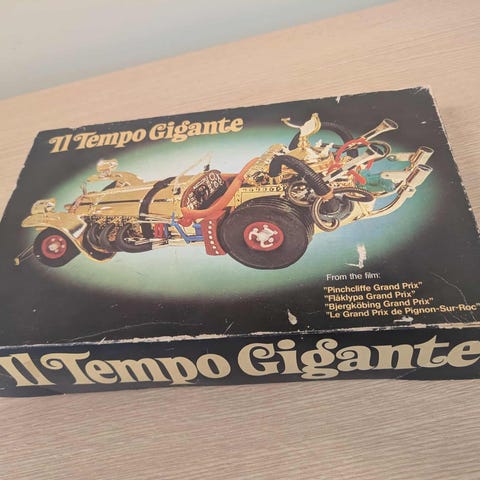 Il Tempo Gigante
From the film:
"Pinchcliffe Grand Prix"
"Flåklypa Grand Prix"
"Bjergköbing Grand Prix"
"Le Grand Prix de Pignon-Sur-Roc"
Il Tempo Gigante